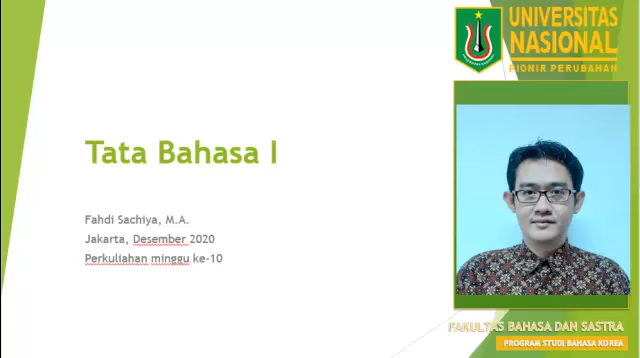 UNIVERSITAS
NASIONAL
PIONIR PERUBAHAN
Tata Bahasa I
Fahdi Sachiya, M.A.
Jakarta, Desember 2020
Perkuliahan minggu ke-10
FAKULTAS BAHASA DAN SASTRA
PROGRAM STUDI BAHASA KOREA